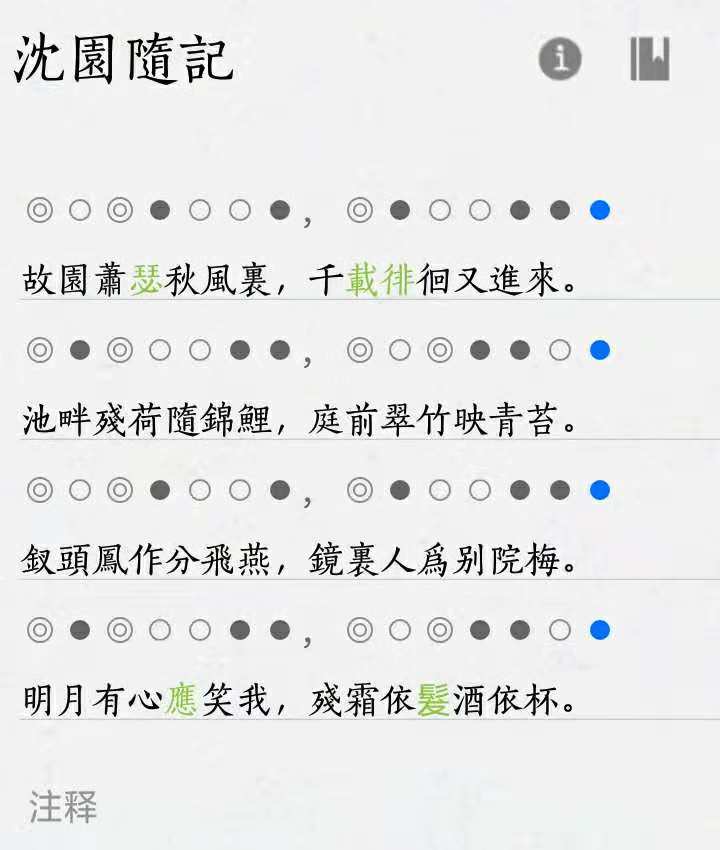 沈園隨記
◎○◎●○○●，◎●○○●●●
故園蕭瑟秋風裏，千載徘徊又進來。
◎●◎○○●●，◎○◎●●○●
池畔殘荷隨錦鯉，庭前翠竹映青苔。
◎○◎●○○●，◎●○○●●●
釵頭鳳作分飛燕，鏡裏人爲别院梅。
◎●◎○○●●，◎○◎●●○●
明月有心應笑我，殘霜依髮酒依杯。
注释